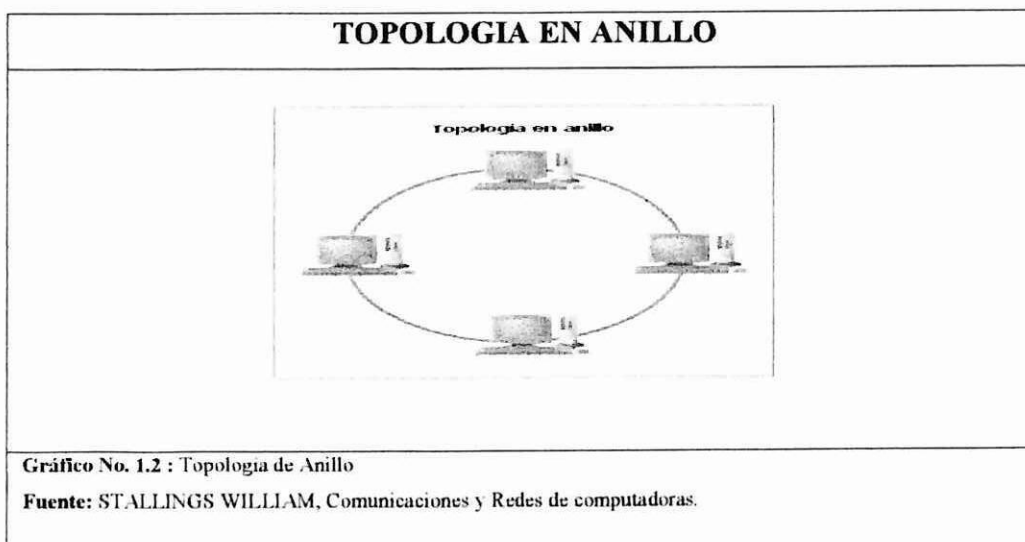 TOPOLOGIA EN ANILLO
Topología en anillo
Gráfico No. 1.2 : Topologia de Anillo
Fuente: STALLINGS WILLIAM, Comunicaciones y Redes de computadoras.